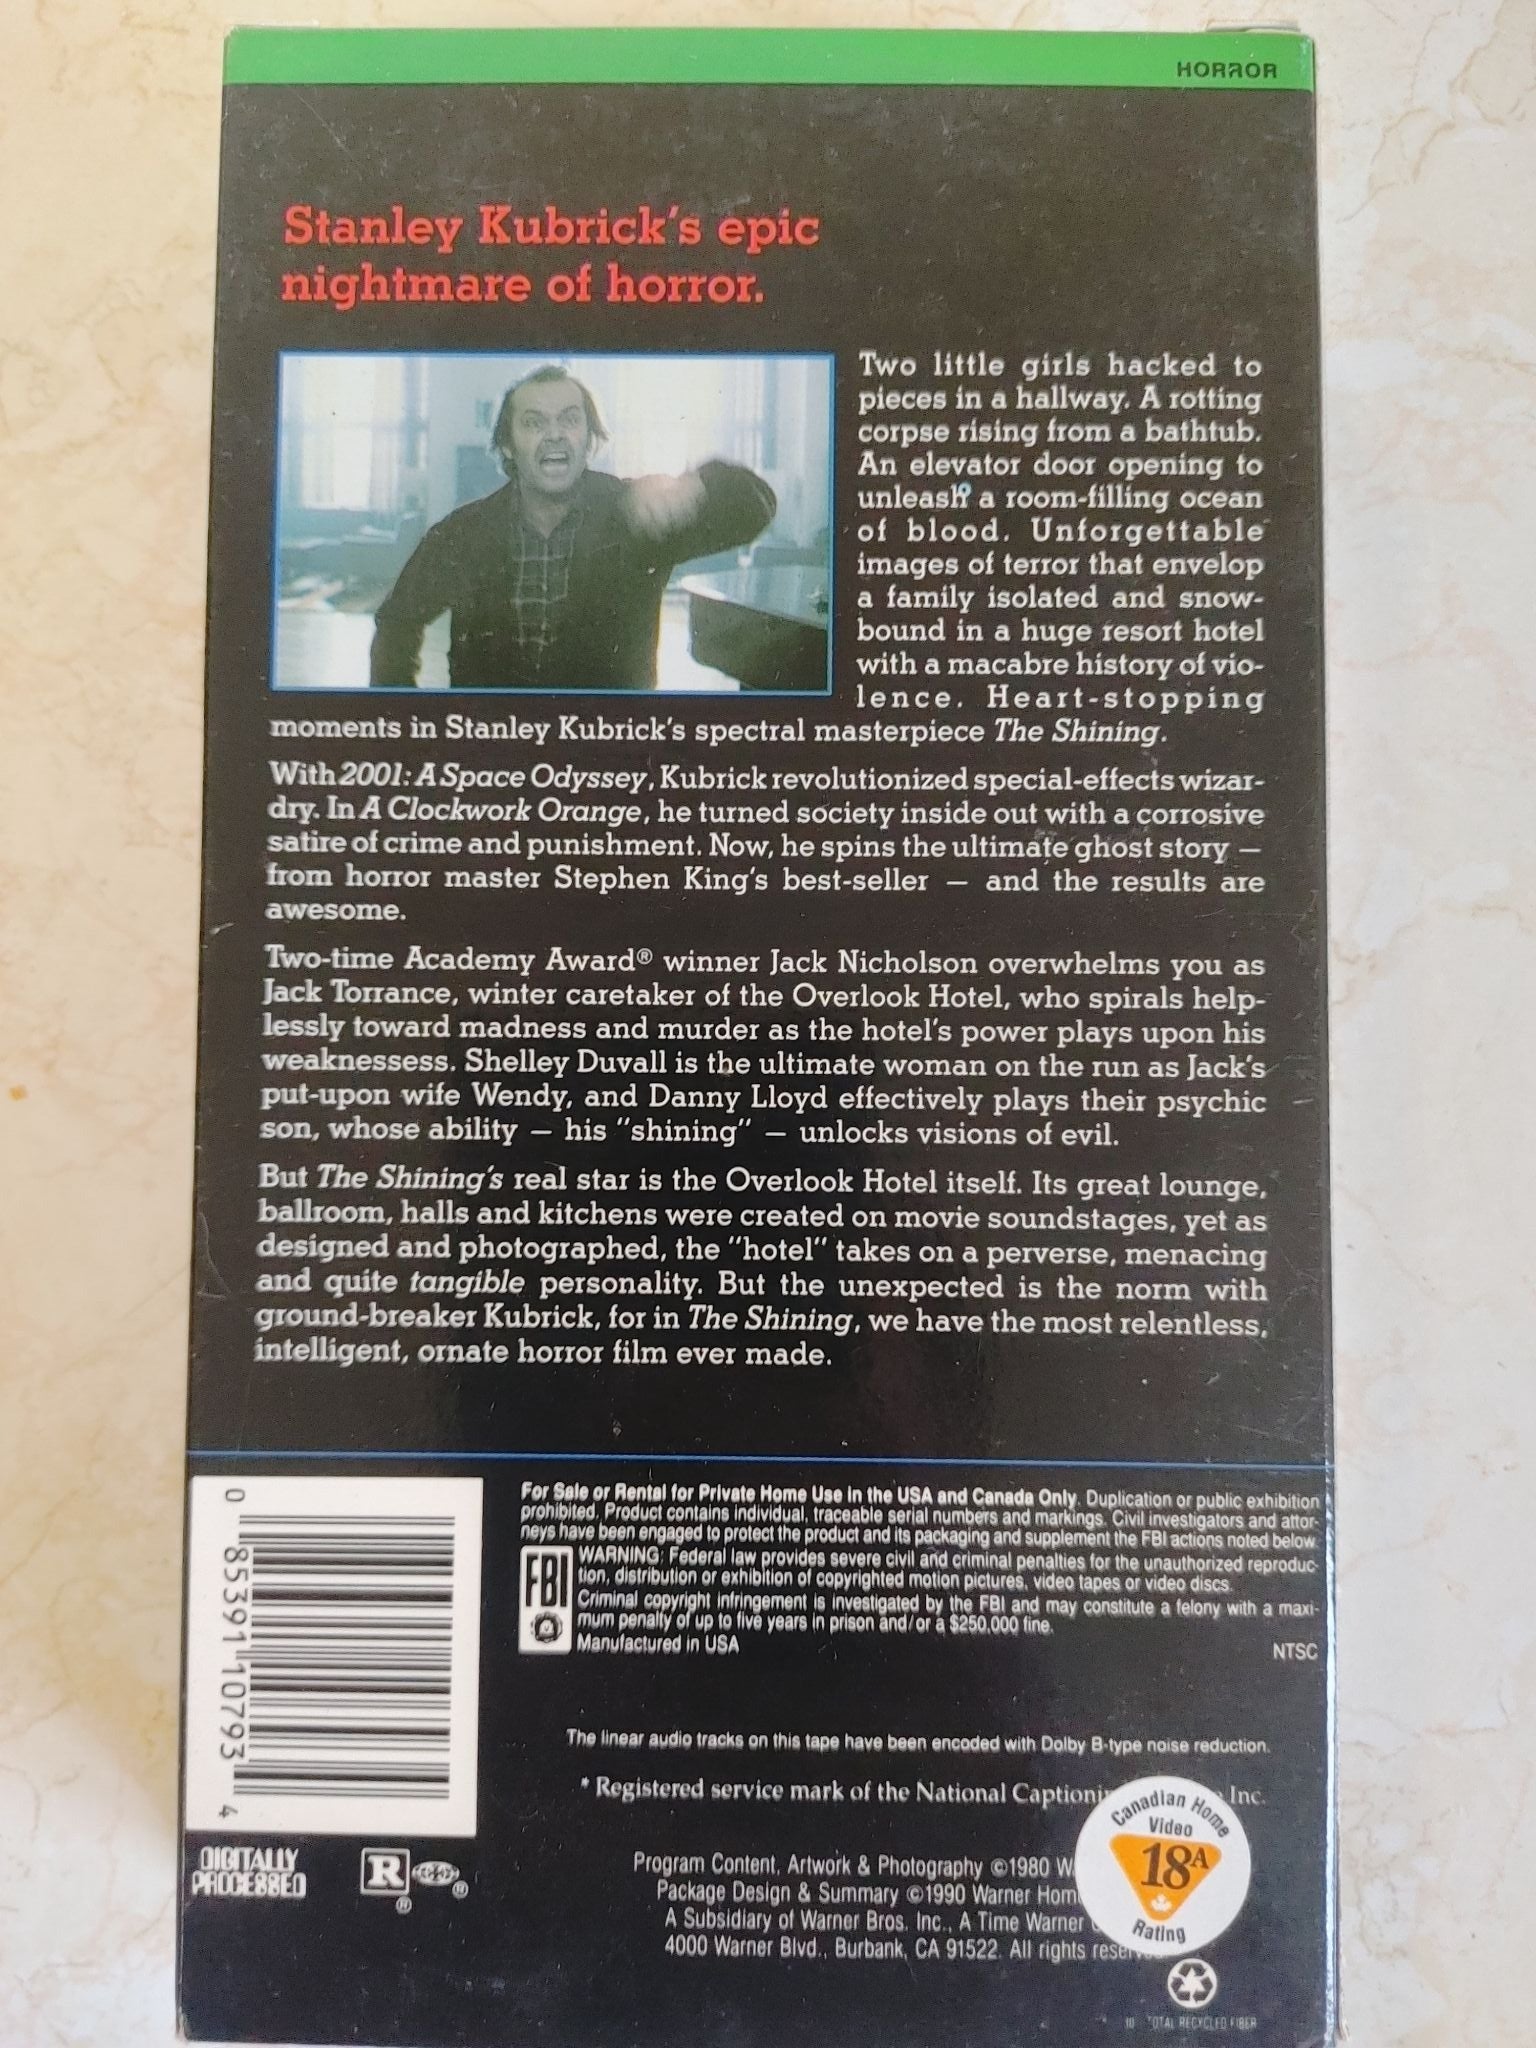 HORROR
Stanley Kubrick's epic
nightmare of horror.
Two little girls hacked to
pieces in a hallway. A rotting
corpse rising from a bathtub.
An elevator door opening to
unleash a room-filling ocean
of blood. Unforgettable
images of terror that envelop
a family isolated and snow-
bound in a huge resort hotel
with a macabre history of vio-
lence. Heart-stopping
moments in Stanley Kubrick's spectral masterpiece The Shining.
With 2001: A Space Odyssey, Kubrick revolutionized special-effects wizar-
dry. In A Clockwork Orange, he turned society inside out with a corrosive
satire of crime and punishment. Now, he spins the ultimate ghost story —
from horror master Stephen King's best-seller — and the results are
awesome.
Two-time Academy Award® winner Jack Nicholson overwhelms you as
Jack Torrance, winter caretaker of the Overlook Hotel, who spirals help-
lessly toward madness and murder as the hotel's power plays upon his
weaknessess. Shelley Duvall is the ultimate woman on the run as Jack's
put-upon wife Wendy, and Danny Lloyd effectively plays their psychic
son, whose ability — his "shining" — unlocks visions of evil.
But The Shining's real star is the Overlook Hotel itself. Its great lounge,
ballroom, halls and kitchens were created on movie soundstages, yet as
designed and photographed, the "hotel" takes on a perverse, menacing
and quite tangible personality. But the unexpected is the norm with
ground-breaker Kubrick, for in The Shining, we have the most relentless,
intelligent, ornate horror film ever made.
0 85391 10793 4
For Sale or Rental for Private Home Use in the USA and Canada Only. Duplication or public exhibition
prohibited. Product contains individual, traceable serial numbers and markings. Civil investigators and attor-
neys have been engaged to protect the product and its packaging and supplement the FBI actions noted below.
FBI
WARNING: Federal law provides severe civil and criminal penalties for the unauthorized reproduc-
tion, distribution or exhibition of copyrighted motion pictures, video tapes or video discs.
Criminal copyright infringement is investigated by the FBI and may constitute a felony with a maxi-
mum penalty of up to five years in prison and/or a $250,000 fine.
Manufactured in USA
NTSC
The linear audio tracks on this tape have been encoded with Dolby B-type noise reduction.
* Registered service mark of the National Captioni Inc.
Canadian Home
Video
18A
Rating
DIGITALLY
PROCESSED
R
®
®
Program Content, Artwork & Photography ©1980 W
Package Design & Summary ©1990 Warner Hom
A Subsidiary of Warner Bros. Inc., A Time Warner
4000 Warner Blvd., Burbank, CA 91522. All rights reserv
TOTAL RECYCLED FIBER